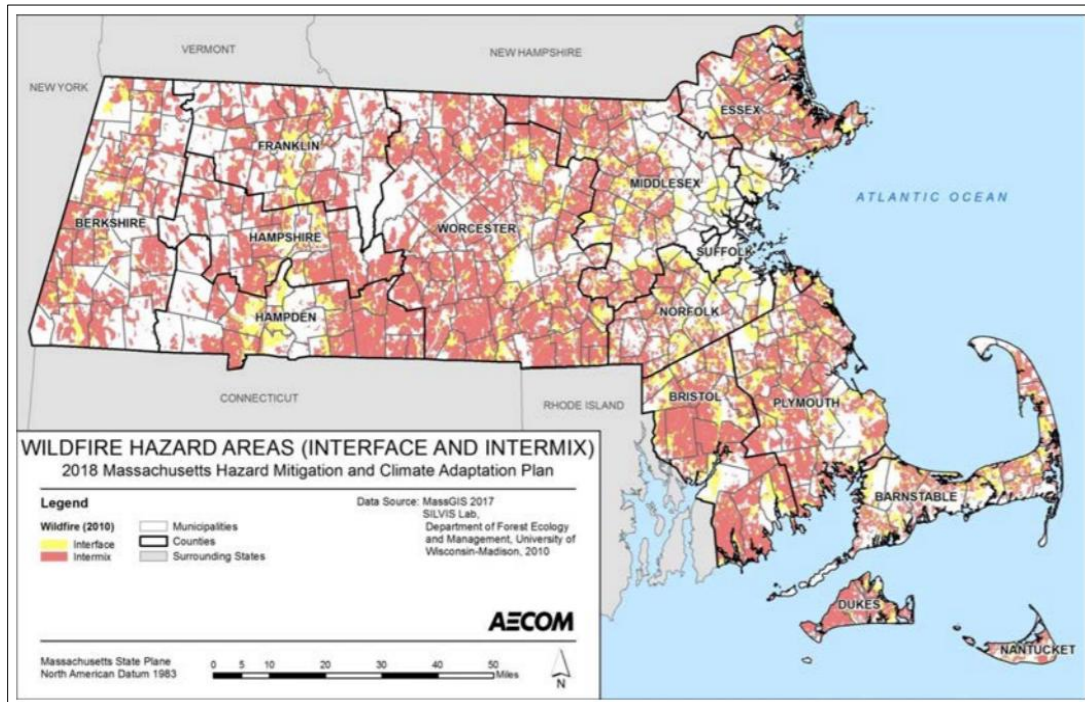 VERMONT
NEW HAMPSHIRE
NEW YORK
ESSEX
FRANKLIN
MIDDLESEX
ATLANTIC OCEAN
BERKSHIRE
HAMPSHIRE
WORCESTER
SUFFOLK
HAMPDEN
NORFOLK
CONNECTICUT
RHODE ISLAND
BRISTOL
PLYMOUTH
BARNSTABLE
DUKES
NANTUCKET
WILDFIRE HAZARD AREAS (INTERFACE AND INTERMIX)
2018 Massachusetts Hazard Mitigation and Climate Adaptation Plan
Legend
Wildfire (2010)
Interface
Intermix
Municipalities
Counties
Surrounding States
Data Source: MassGIS 2017
SILVIS Lab,
Department of Forest Ecology
and Management, University of
Wisconsin-Madison, 2010
AECOM
Massachusetts State Plane
North American Datum 1983
0 5 10 20 30 40 50
Miles
N